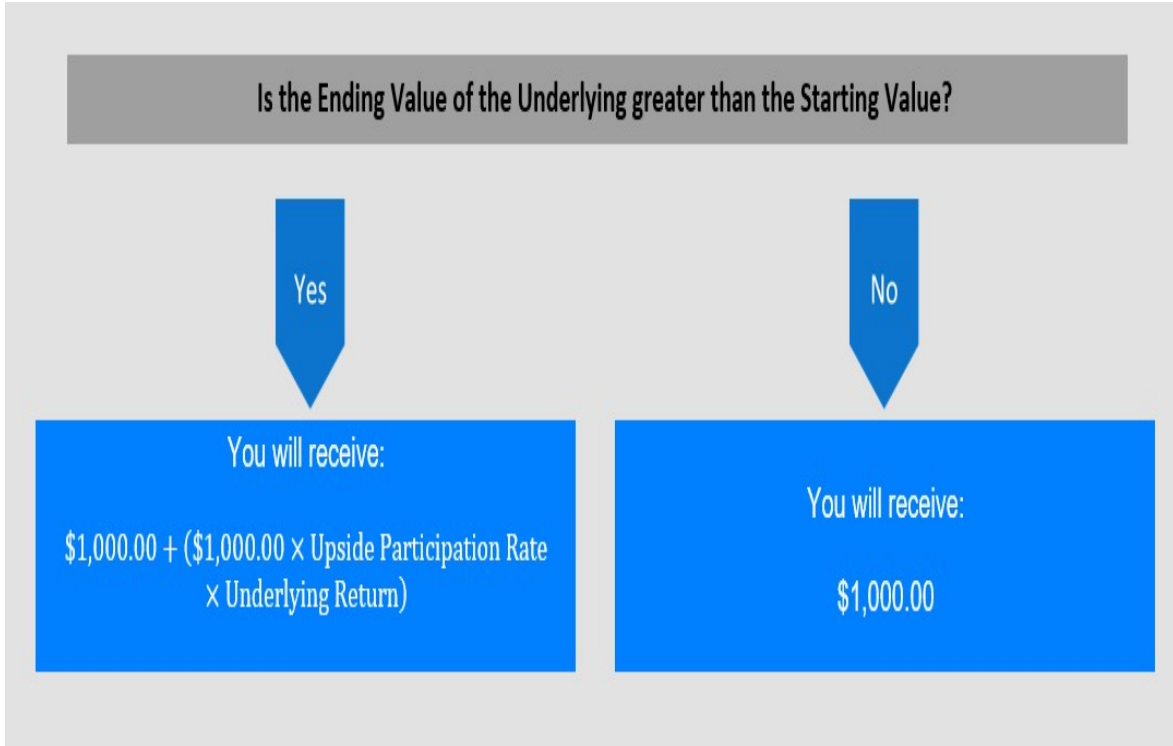 Is the Ending Value of the Underlying greater than the Starting Value?
Yes
No
You will receive:
$1,000.00 + ($1,000.00 × Upside Participation Rate
× Underlying Return)
You will receive:
$1,000.00